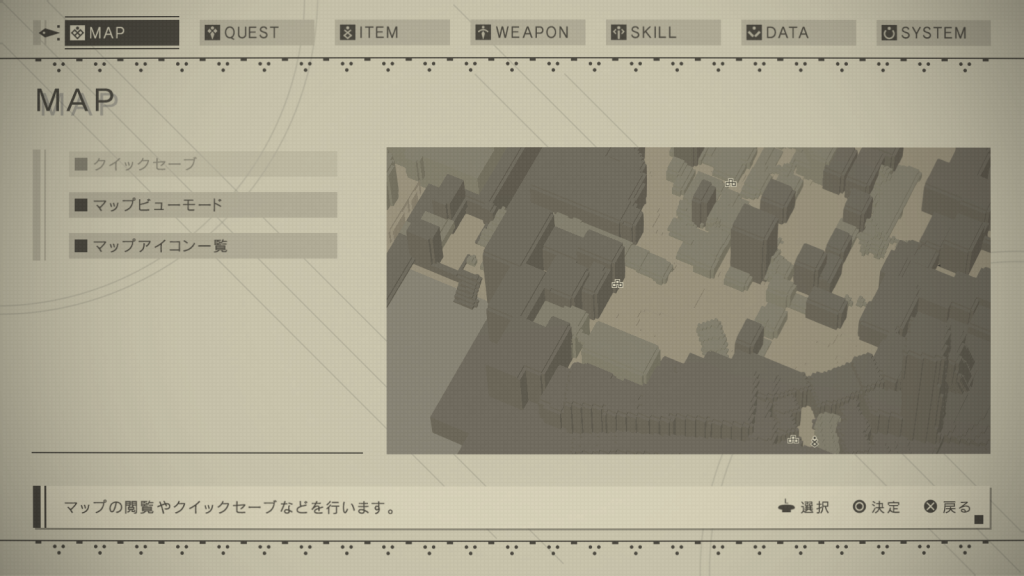 MAP QUEST ITEM WEAPON SKILL DATA SYSTEM
MAP
クイックセーブ
マップビューモード
マップアイコン一覧
マップの閲覧やクイックセーブなどを行います。
選択 決定 戻る